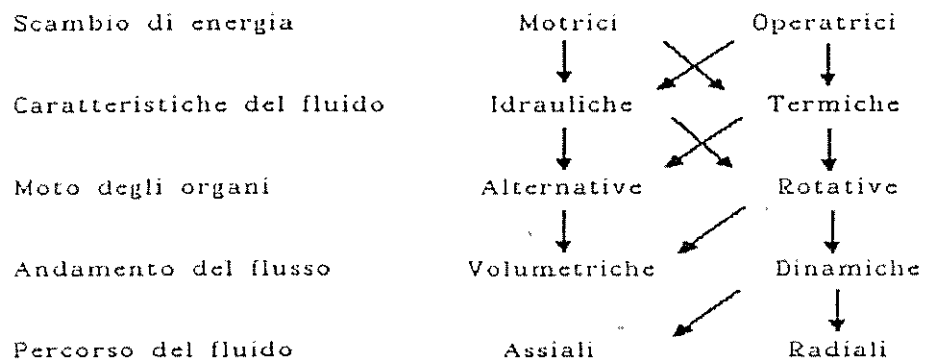 Scambio di energia Motrici Operatrici
Caratteristiche del fluido Idrauliche Termiche
Moto degli organi Alternative Rotative
Andamento del flusso Volumetriche Dinamiche
Percorso del fluido Assiali Radiali